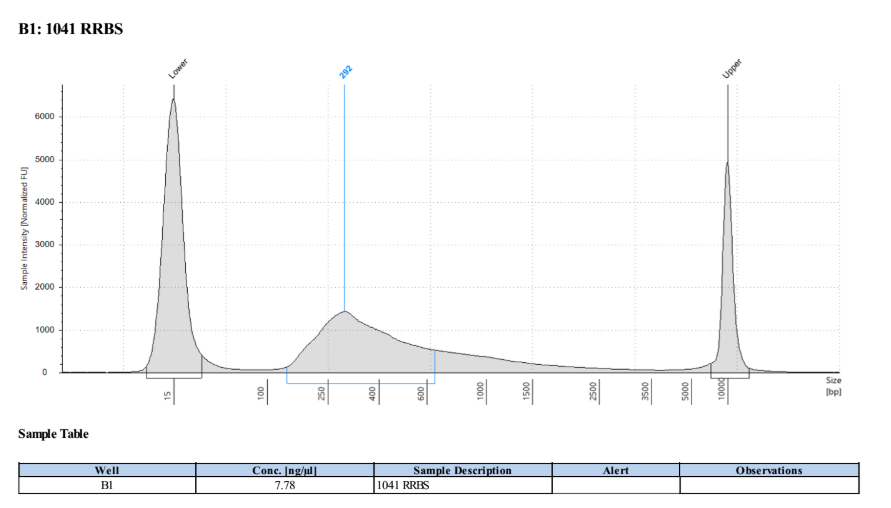 B1: 1041 RRBS
Lower
292
Upper
Sample Intensity [Normalized FU]
6000
5000
4000
3000
2000
1000
0
15
100
250
400
600
1000
1500
2500
3500
5000
10000
Size
[bp]
Sample Table
Well Conc. [ng/µl] Sample Description Alert Observations
B1 7.78 1041 RRBS